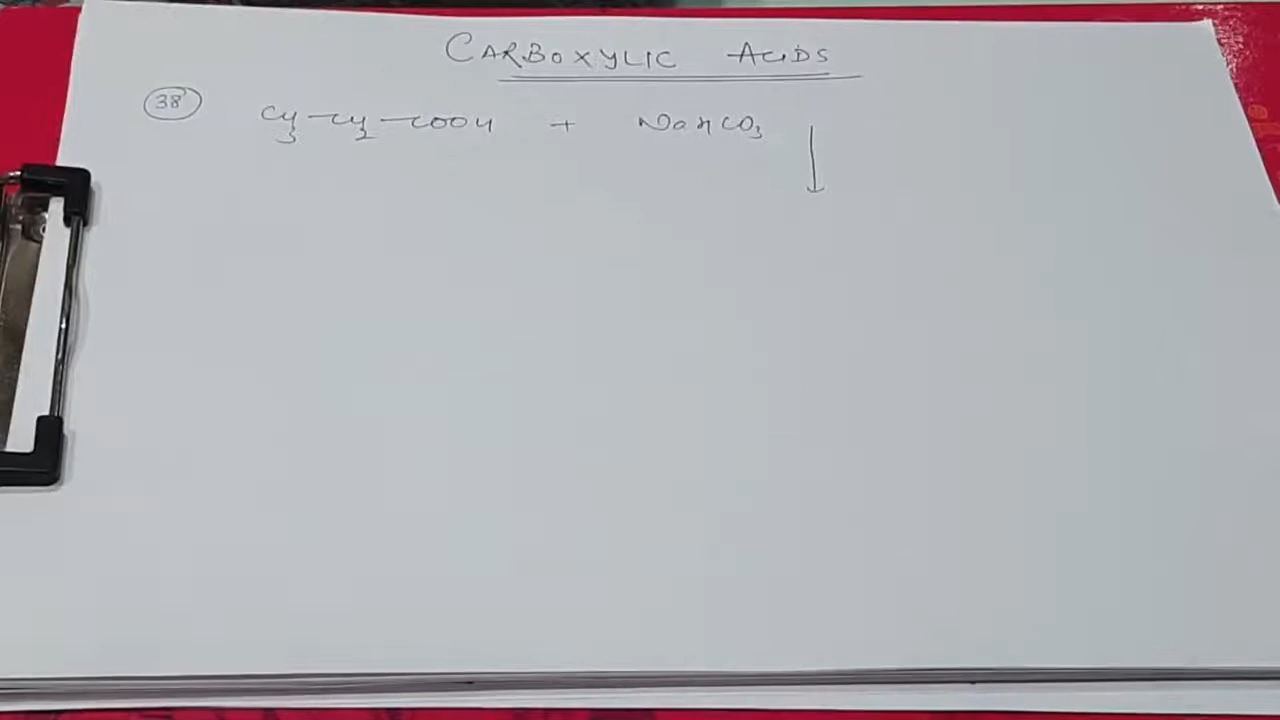 CARBOXYLIC ACIDS
38 CH₃-CH₂-COOH + NaHCO₃ ↓